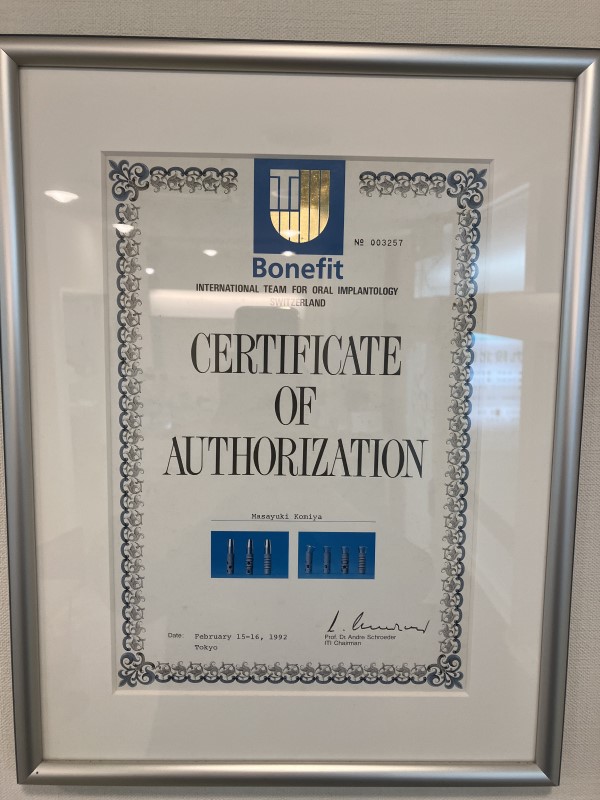 ITI
Nº 003257
Bonefit
INTERNATIONAL TEAM FOR ORAL IMPLANTOLOGY
SWITZERLAND
CERTIFICATE
OF
AUTHORIZATION
Masayuki Komiya
Date: February 15-16, 1992
Tokyo
Prof. Dr. André Schroeder
ITI Chairman